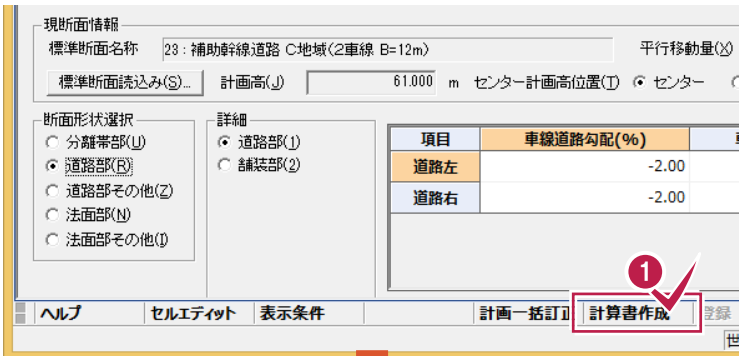 現断面情報
標準断面名称 23:補助幹線道路 C地域(2車線 B=12m) 平行移動量(X)
標準断面読込み(S)... 計画高(J) 61.000 m センター計画高位置(T) センター
断面形状選択 詳細
分離帯部(U) 道路部(1) 項目 車線道路勾配(%)
道路部(R) 舗装部(2) 道路左 -2.00
道路部その他(Z) 道路右 -2.00
法面部(N)
法面部その他(I)
1
ヘルプ セルエディット 表示条件 計画一括訂正 計算書作成 登録